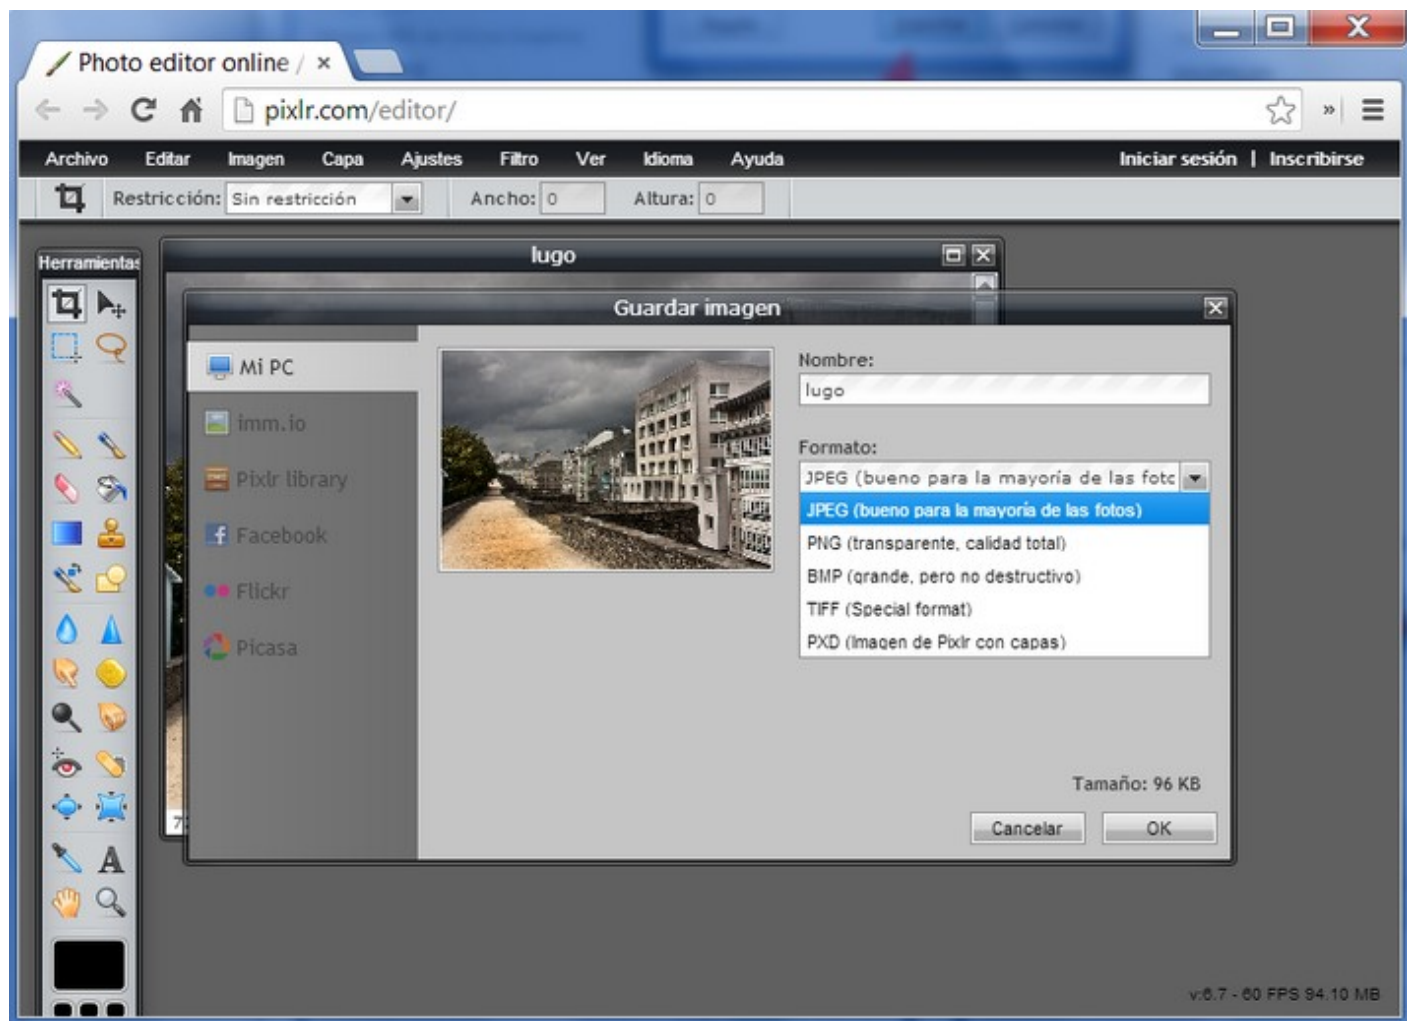 Photo editor online /
pixlr.com/editor/
Archivo Editar Imagen Capa Ajustes Filtro Ver Idioma Ayuda Iniciar sesión | Inscribirse
Restricción: Sin restricción Ancho: 0 Altura: 0
Herramientas
lugo
Guardar imagen
Mi PC
imm.io
Pixlr library
Facebook
Flickr
Picasa
Nombre:
lugo
Formato:
JPEG (bueno para la mayoría de las fotc
JPEG (bueno para la mayoría de las fotos)
PNG (transparente, calidad total)
BMP (grande, pero no destructivo)
TIFF (Special format)
PXD (Imagen de Pixlr con capas)
Tamaño: 96 KB
Cancelar OK
v:6.7 - 60 FPS 94.10 MB